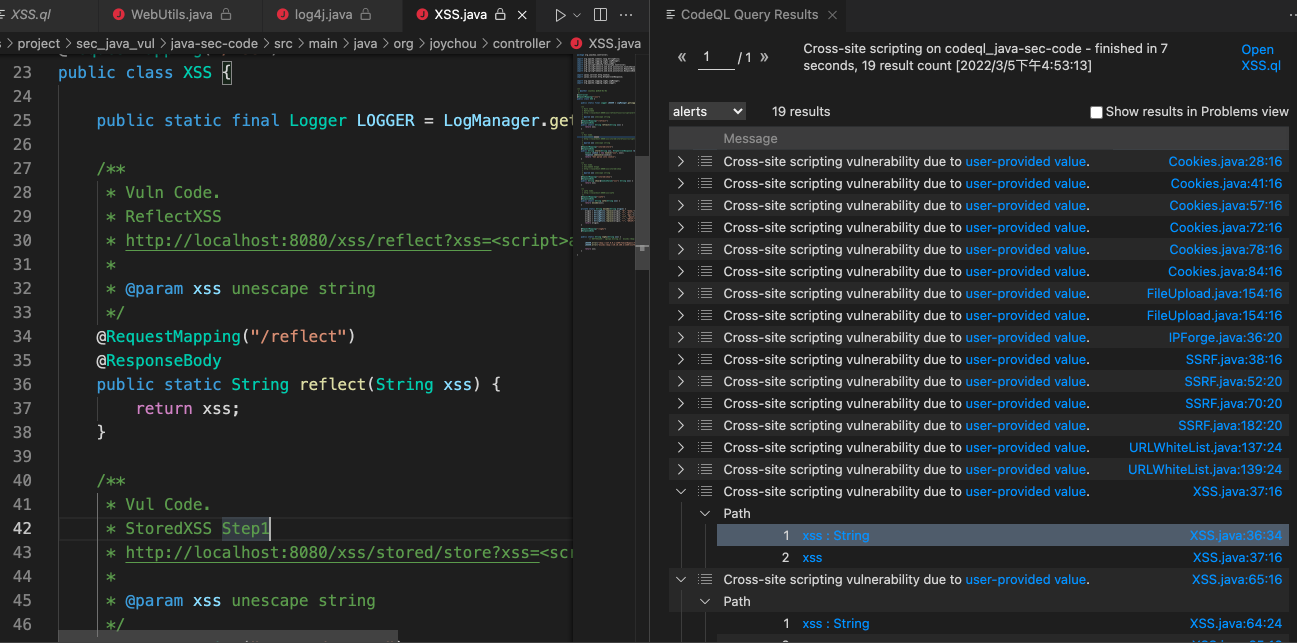 XSS.ql
WebUtils.java
log4j.java
XSS.java
project > sec_java_vul > java-sec-code > src > main > java > org > joychou > controller > XSS.java
23 public class XSS {
24
25 public static final Logger LOGGER = LogManager.get
26
27 /**
28 * Vuln Code.
29 * ReflectXSS
30 * http://localhost:8080/xss/reflect?xss=<script>a
31 *
32 * @param xss unescape string
33 */
34 @RequestMapping("/reflect")
35 @ResponseBody
36 public static String reflect(String xss) {
37 return xss;
38 }
39
40 /**
41 * Vul Code.
42 * StoredXSS Step1
43 * http://localhost:8080/xss/stored/store?xss=<scr
44 *
45 * @param xss unescape string
46 */
CodeQL Query Results
« 1 / 1 »
Cross-site scripting on codeql_java-sec-code - finished in 7
seconds, 19 result count [2022/3/5下午4:53:13]
Open
XSS.ql
alerts 19 results Show results in Problems view
Message
Cross-site scripting vulnerability due to user-provided value. Cookies.java:28:16
Cross-site scripting vulnerability due to user-provided value. Cookies.java:41:16
Cross-site scripting vulnerability due to user-provided value. Cookies.java:57:16
Cross-site scripting vulnerability due to user-provided value. Cookies.java:72:16
Cross-site scripting vulnerability due to user-provided value. Cookies.java:78:16
Cross-site scripting vulnerability due to user-provided value. Cookies.java:84:16
Cross-site scripting vulnerability due to user-provided value. FileUpload.java:154:16
Cross-site scripting vulnerability due to user-provided value. FileUpload.java:154:16
Cross-site scripting vulnerability due to user-provided value. IPForge.java:36:20
Cross-site scripting vulnerability due to user-provided value. SSRF.java:38:16
Cross-site scripting vulnerability due to user-provided value. SSRF.java:52:20
Cross-site scripting vulnerability due to user-provided value. SSRF.java:70:20
Cross-site scripting vulnerability due to user-provided value. SSRF.java:182:20
Cross-site scripting vulnerability due to user-provided value. URLWhiteList.java:137:24
Cross-site scripting vulnerability due to user-provided value. URLWhiteList.java:139:24
Cross-site scripting vulnerability due to user-provided value. XSS.java:37:16
Path
1 xss : String XSS.java:36:34
2 xss XSS.java:37:16
Cross-site scripting vulnerability due to user-provided value. XSS.java:65:16
Path
1 xss : String XSS.java:64:24